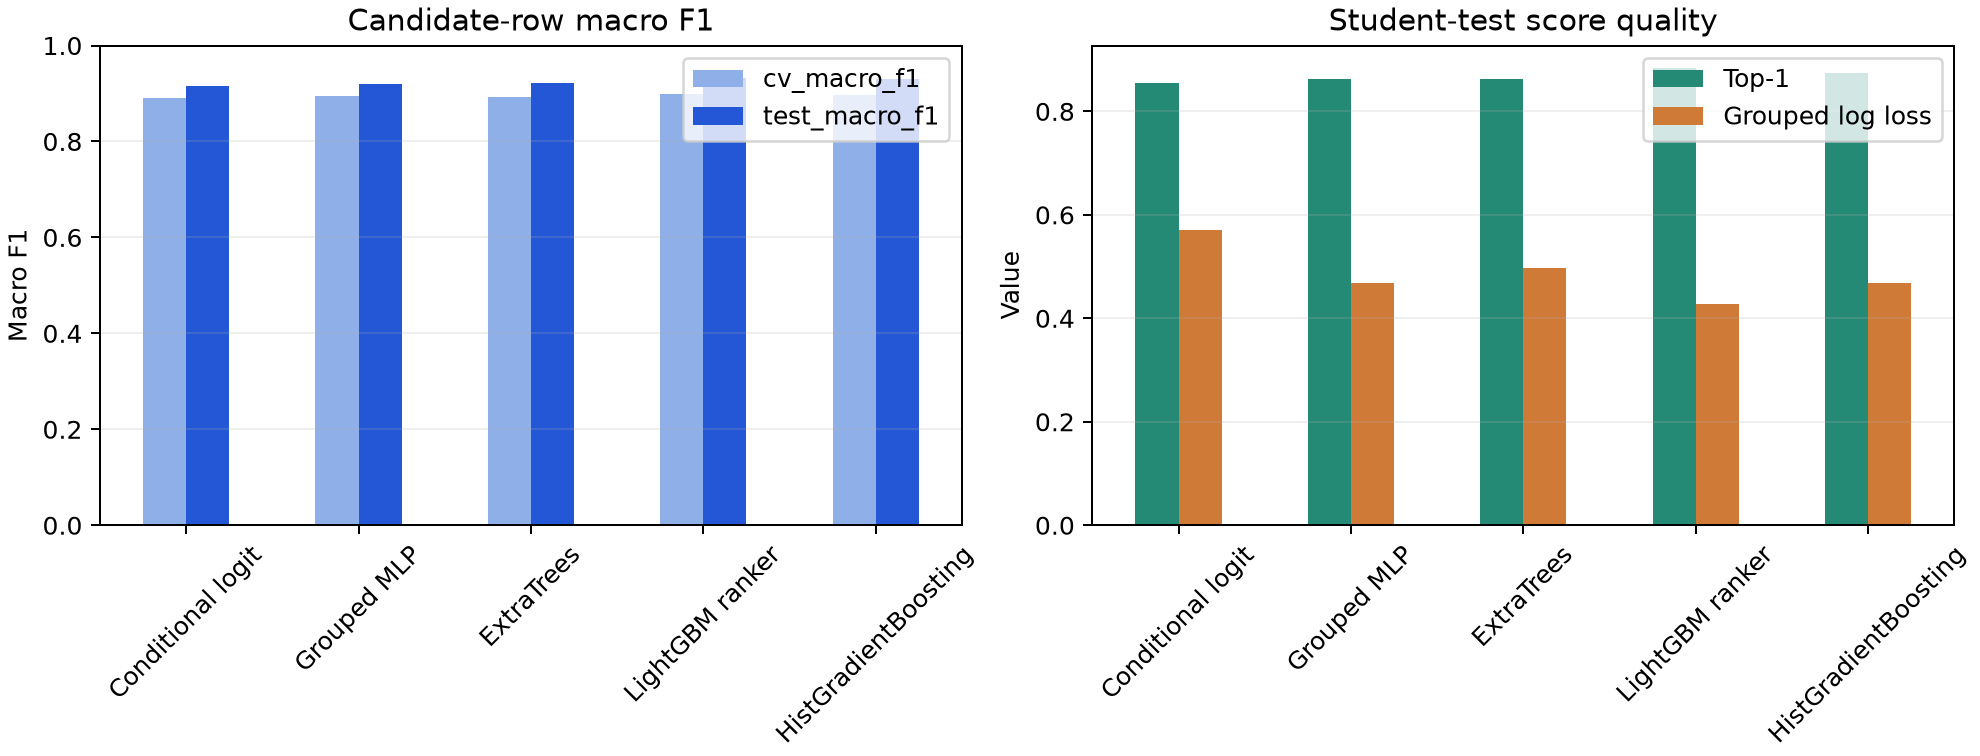 Candidate-row macro F1
cv_macro_f1
test_macro_f1
Macro F1
1.0
0.8
0.6
0.4
0.2
0.0
Conditional logit
Grouped MLP
ExtraTrees
LightGBM ranker
HistGradientBoosting
Student-test score quality
Top-1
Grouped log loss
Value
0.8
0.6
0.4
0.2
0.0
Conditional logit
Grouped MLP
ExtraTrees
LightGBM ranker
HistGradientBoosting